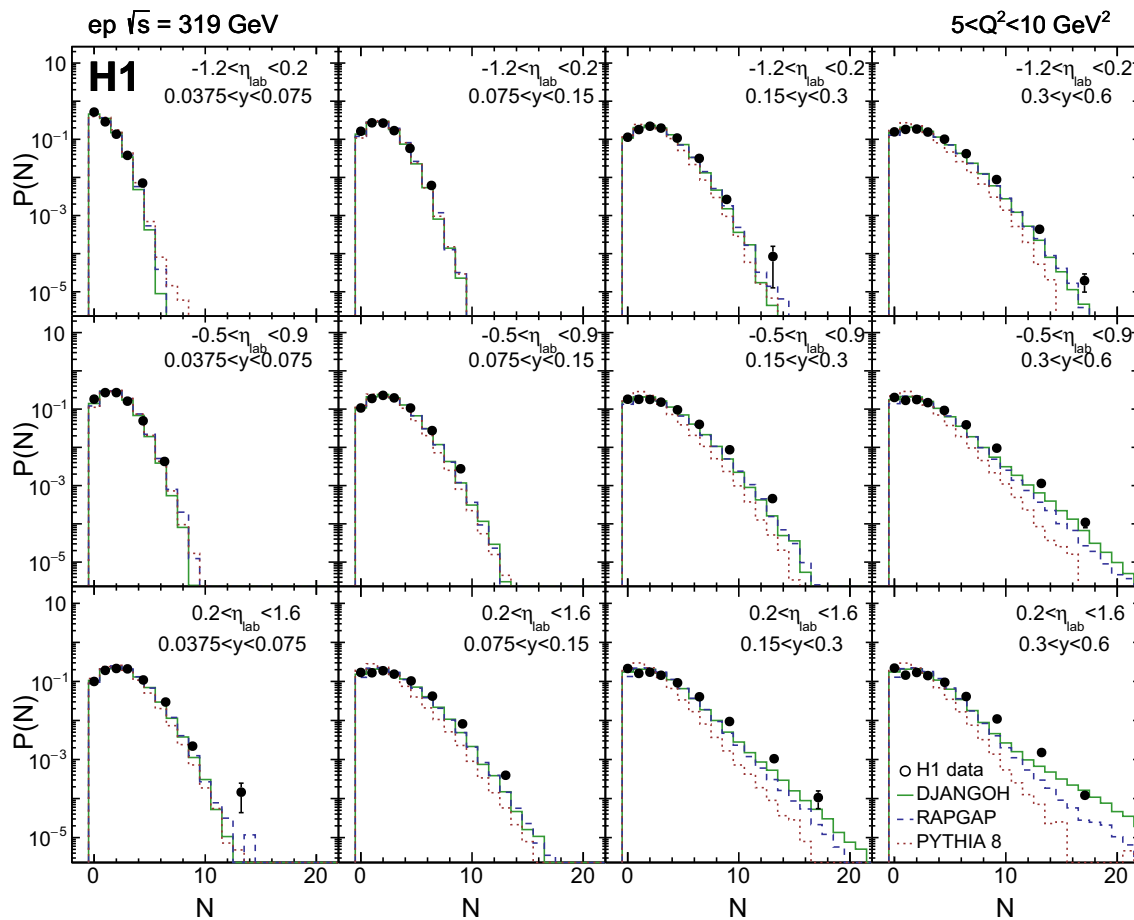 ep √s = 319 GeV
5<Q²<10 GeV²
H1
-1.2<η_lab<0.2
0.0375<y<0.075
-1.2<η_lab<0.2
0.075<y<0.15
-1.2<η_lab<0.2
0.15<y<0.3
-1.2<η_lab<0.2
0.3<y<0.6
P(N)
10
10⁻¹
10⁻³
10⁻⁵
-0.5<η_lab<0.9
0.0375<y<0.075
-0.5<η_lab<0.9
0.075<y<0.15
-0.5<η_lab<0.9
0.15<y<0.3
-0.5<η_lab<0.9
0.3<y<0.6
P(N)
10
10⁻¹
10⁻³
10⁻⁵
0.2<η_lab<1.6
0.0375<y<0.075
0.2<η_lab<1.6
0.075<y<0.15
0.2<η_lab<1.6
0.15<y<0.3
0.2<η_lab<1.6
0.3<y<0.6
P(N)
10
10⁻¹
10⁻³
10⁻⁵
H1 data
DJANGOH
RAPGAP
PYTHIA 8
0 10 20 0 10 20 0 10 20 0 10 20
N N N N